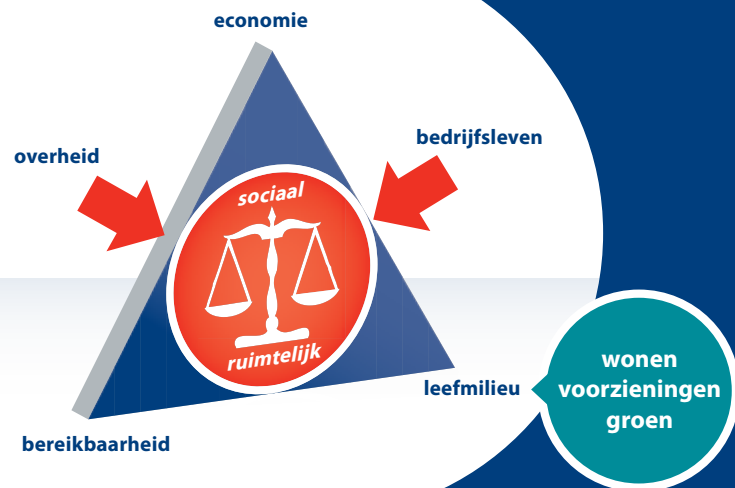 economie
overheid
bedrijfsleven
sociaal
ruimtelijk
leefmilieu
wonen
voorzieningen
groen
bereikbaarheid